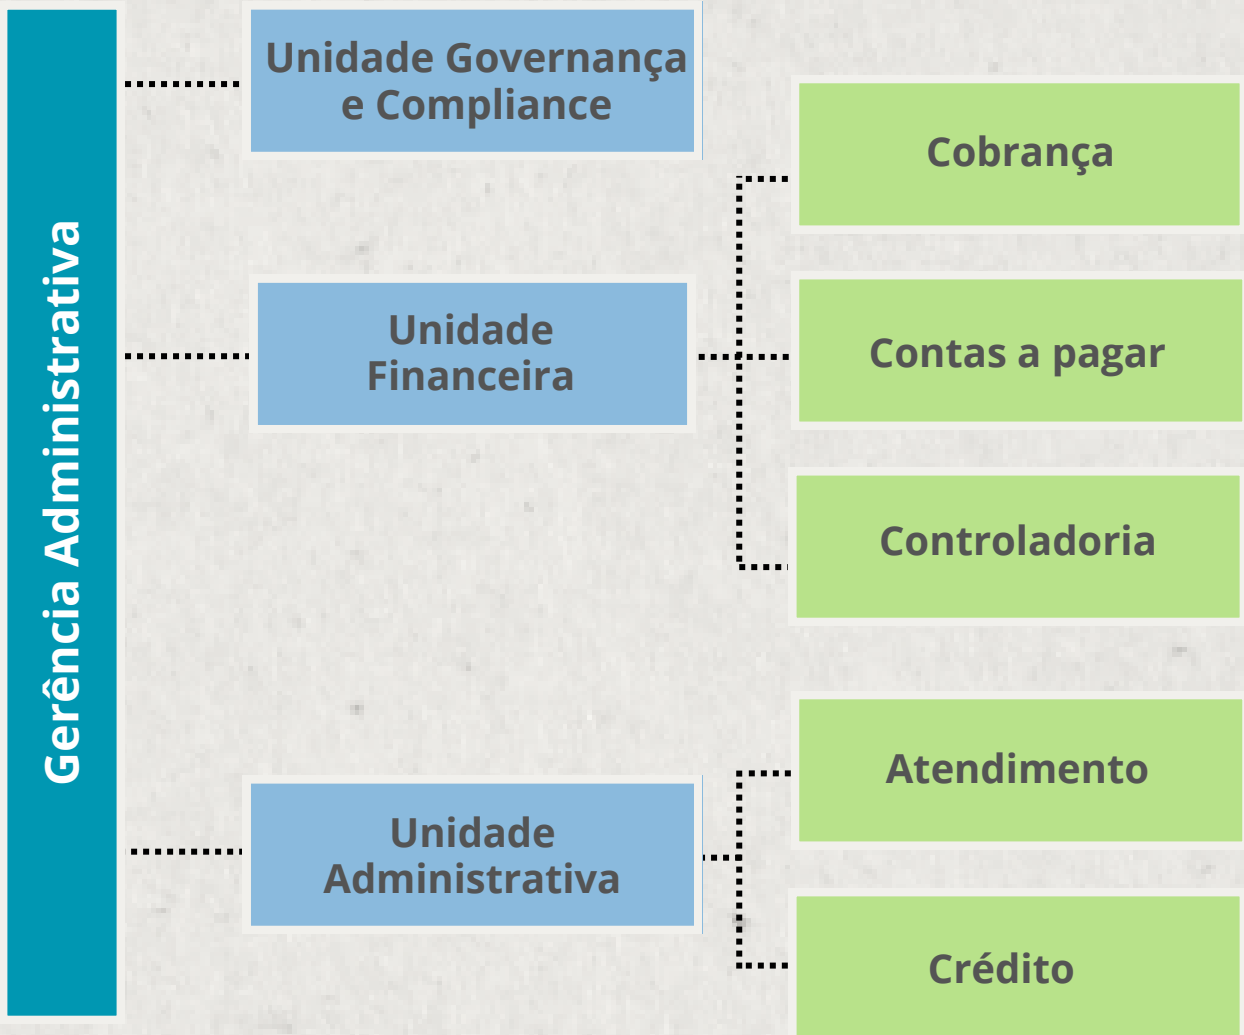 Gerência Administrativa
Unidade Governança
e Compliance
Unidade
Financeira
Cobrança
Contas a pagar
Controladoria
Unidade
Administrativa
Atendimento
Crédito